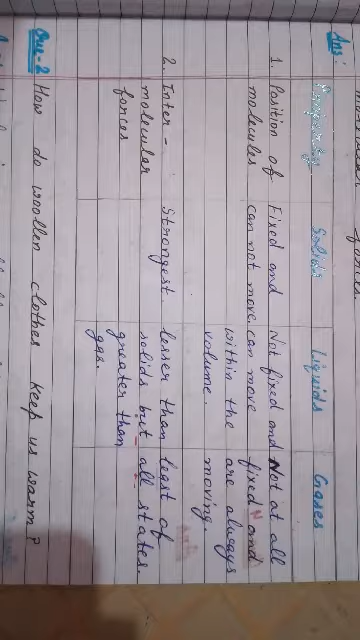 Ans: Property Solids Liquids Gases
1. Position of Fixed and Not fixed and Not at all
molecules can not move. can move fixed and
within the are always
volume. moving.
2. Inter- Strongest. lesser than least of
molecular solids but all states.
forces greater than
gas.
Que-2 How do woollen clothes keep us warm?